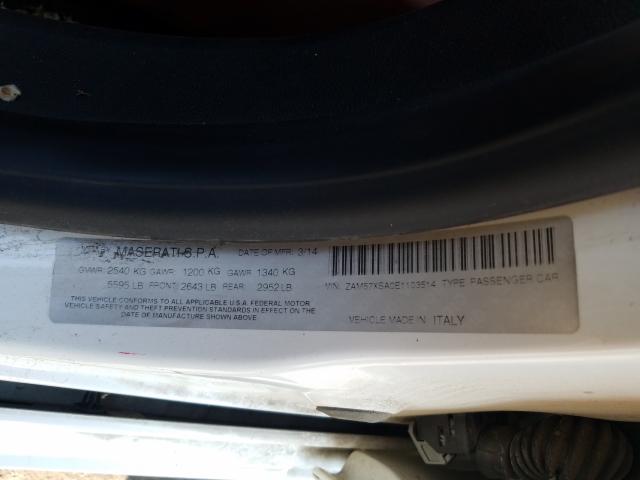 MASERATI S.P.A. DATE OF MFR: 3/14
GVWR: 2540 KG GAWR: 1200 KG GAWR: 1340 KG
5595 LB FRONT: 2643 LB REAR: 2952 LB
THIS VEHICLE CONFORMS TO ALL APPLICABLE U.S.A. FEDERAL MOTOR
VEHICLE SAFETY AND THEFT PREVENTION STANDARDS IN EFFECT ON THE
DATE OF MANUFACTURE SHOWN ABOVE.
VIN: ZAM57XSA0E1103514 TYPE: PASSENGER CAR
VEHICLE MADE IN: ITALY